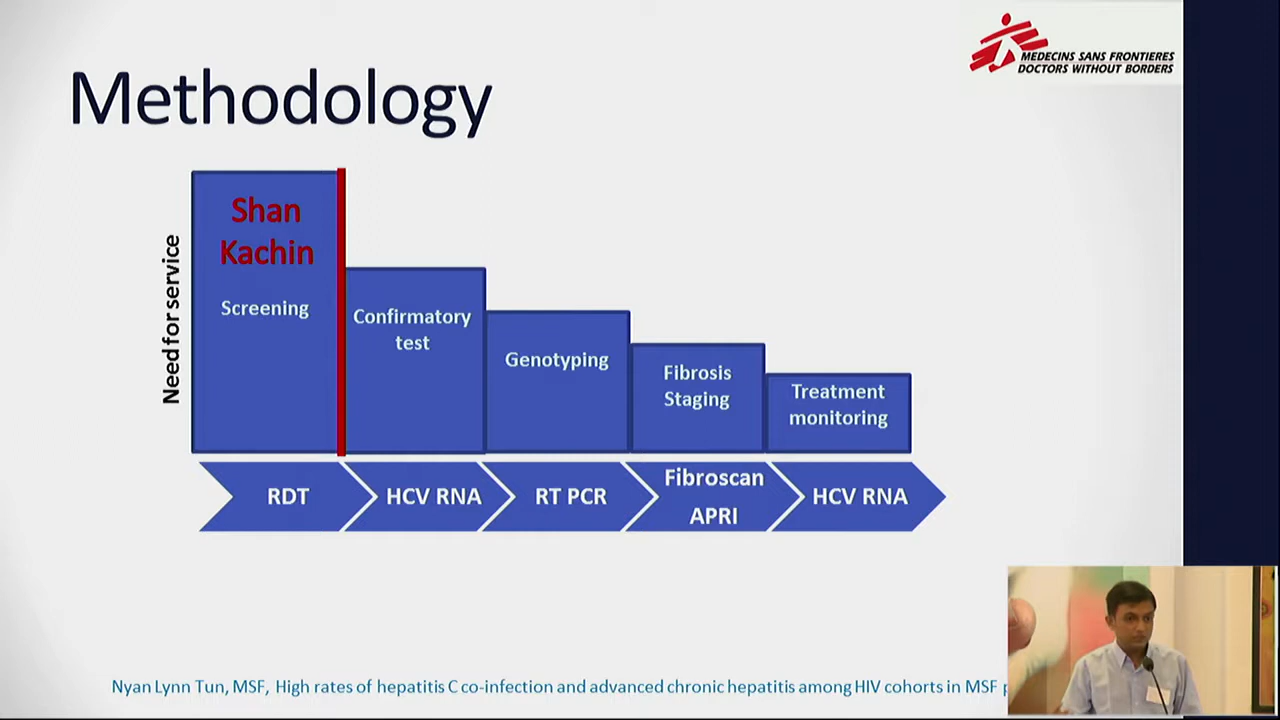 MEDECINS SANS FRONTIERES
DOCTORS WITHOUT BORDERS
Methodology
Need for service
Shan
Kachin
Screening
Confirmatory
test
Genotyping
Fibrosis
Staging
Treatment
monitoring
RDT
HCV RNA
RT PCR
Fibroscan
APRI
HCV RNA
Nyan Lynn Tun, MSF, High rates of hepatitis C co-infection and advanced chronic hepatitis among HIV cohorts in MSF